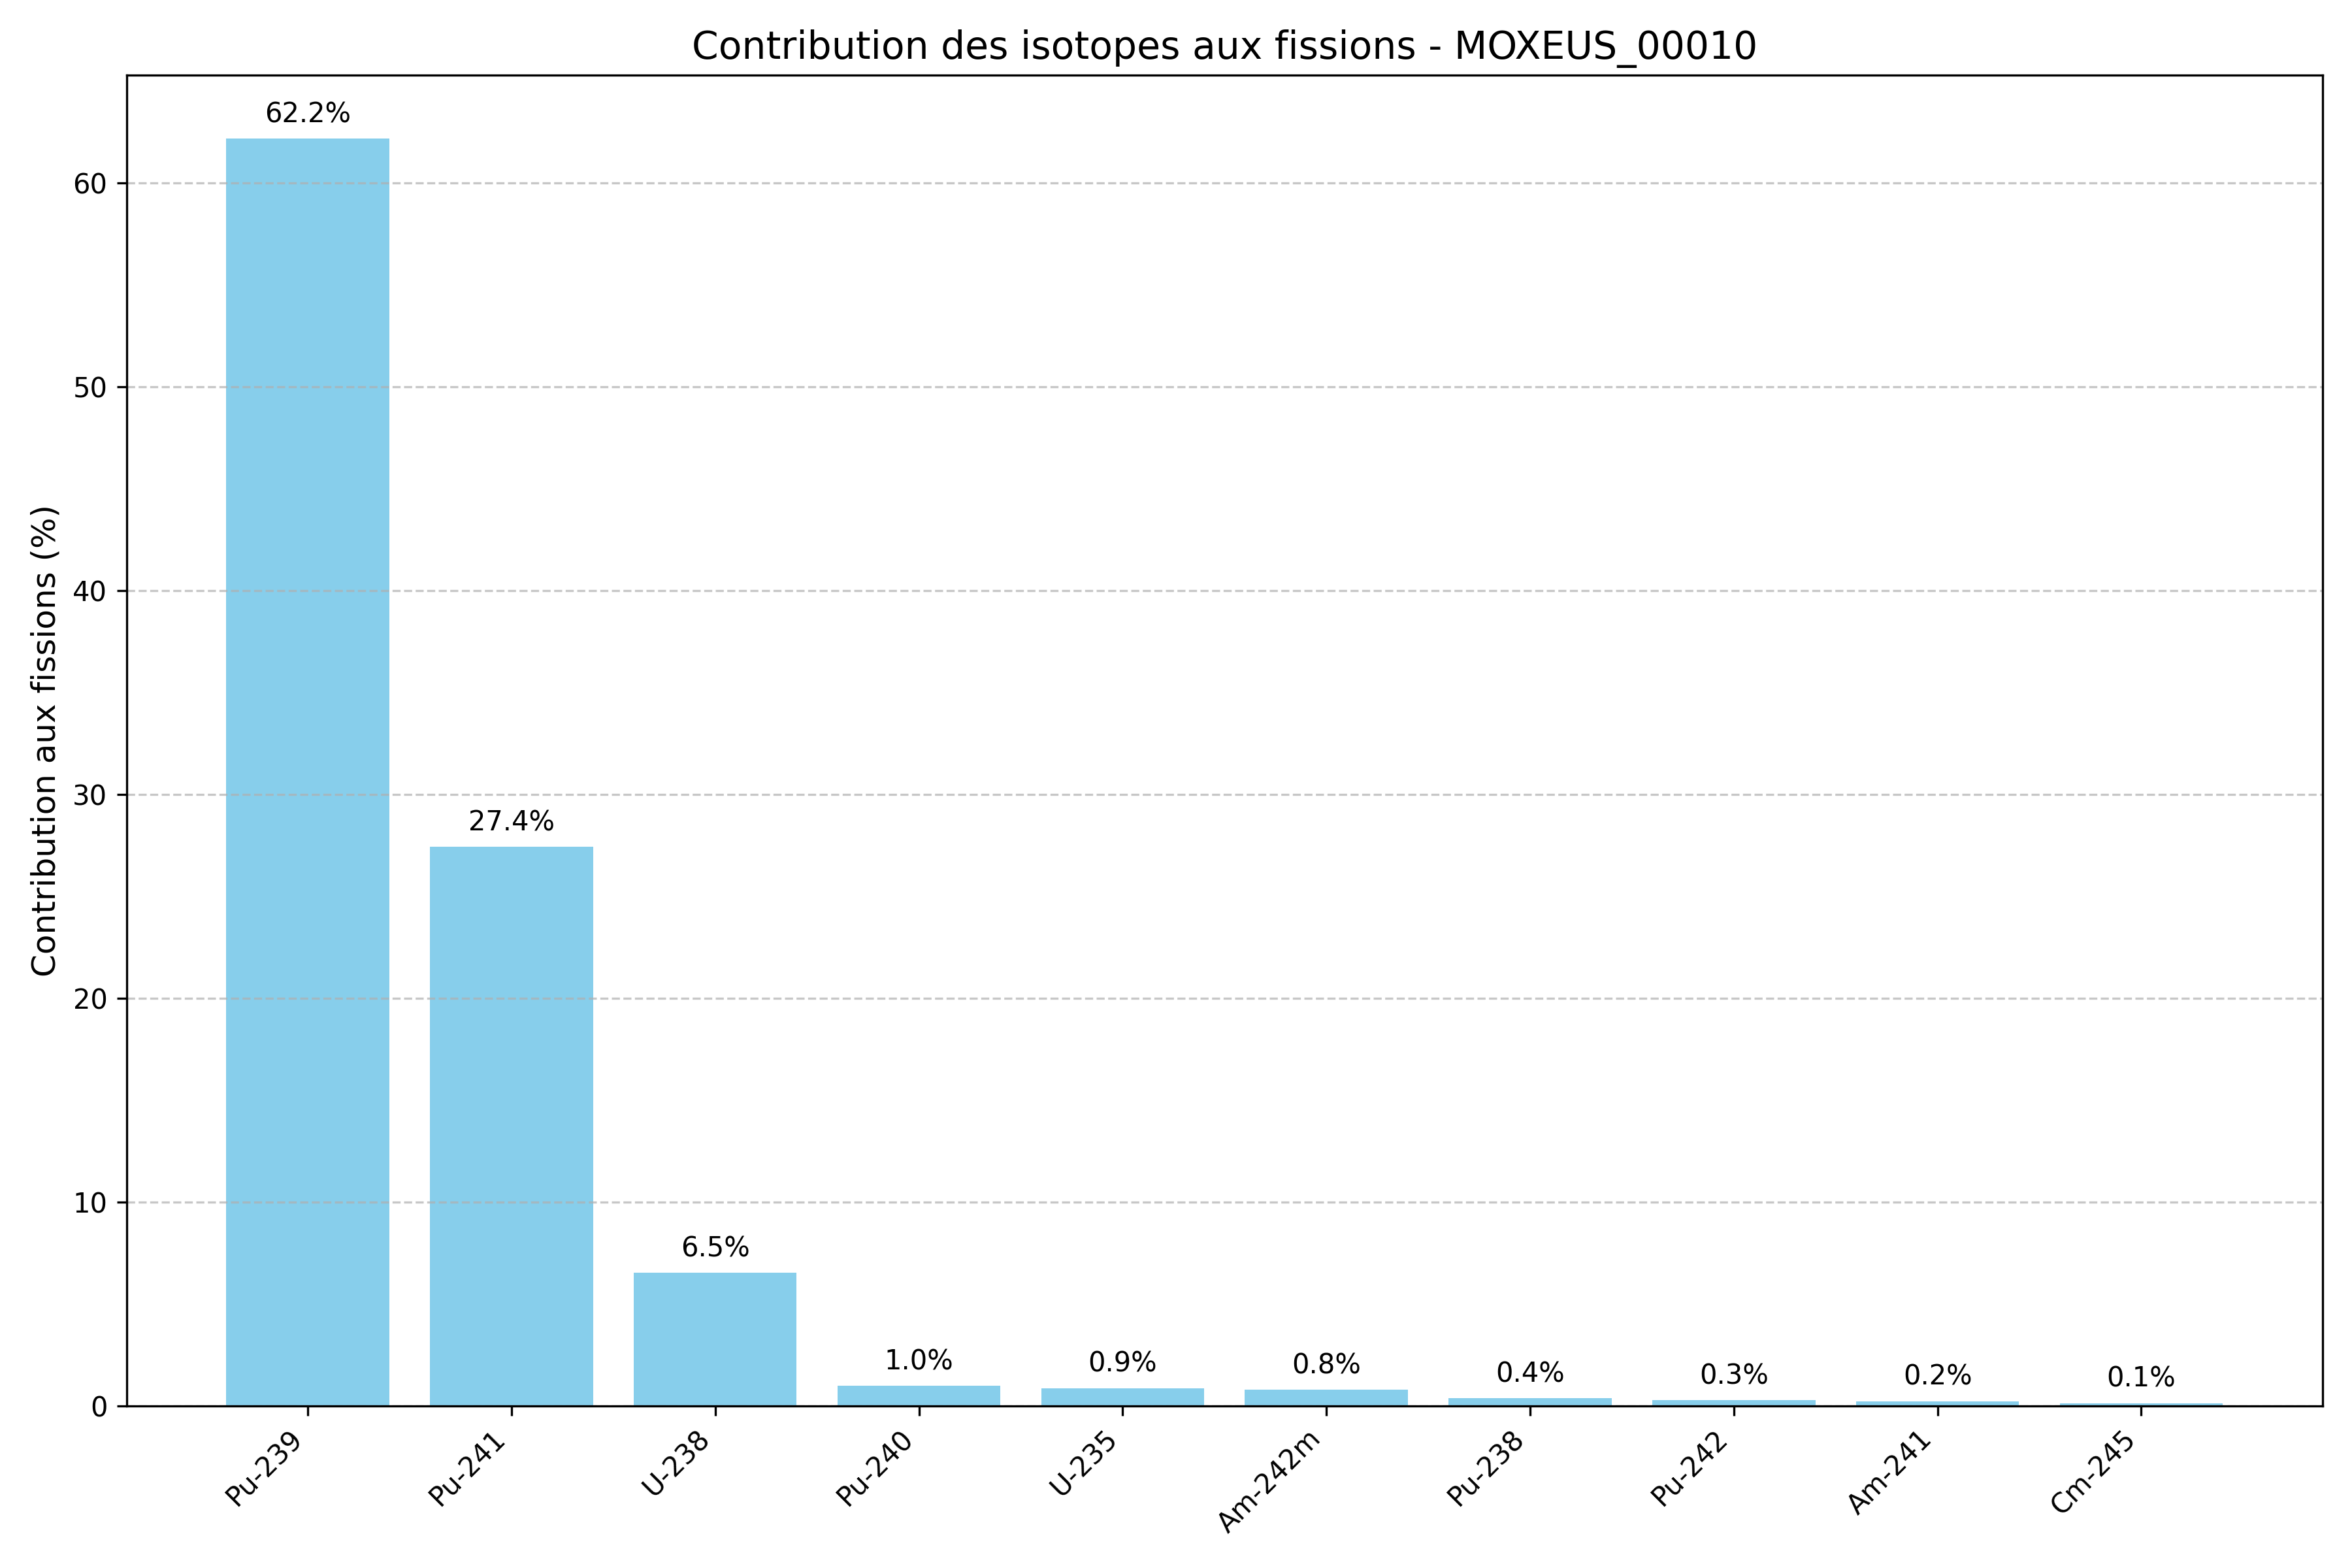 Contribution des isotopes aux fissions - MOXEUS_00010
Contribution aux fissions (%)
60
50
40
30
20
10
0
62.2%
27.4%
6.5%
1.0%
0.9%
0.8%
0.4%
0.3%
0.2%
0.1%
Pu-239
Pu-241
U-238
Pu-240
U-235
Am-242m
Pu-238
Pu-242
Am-241
Cm-245